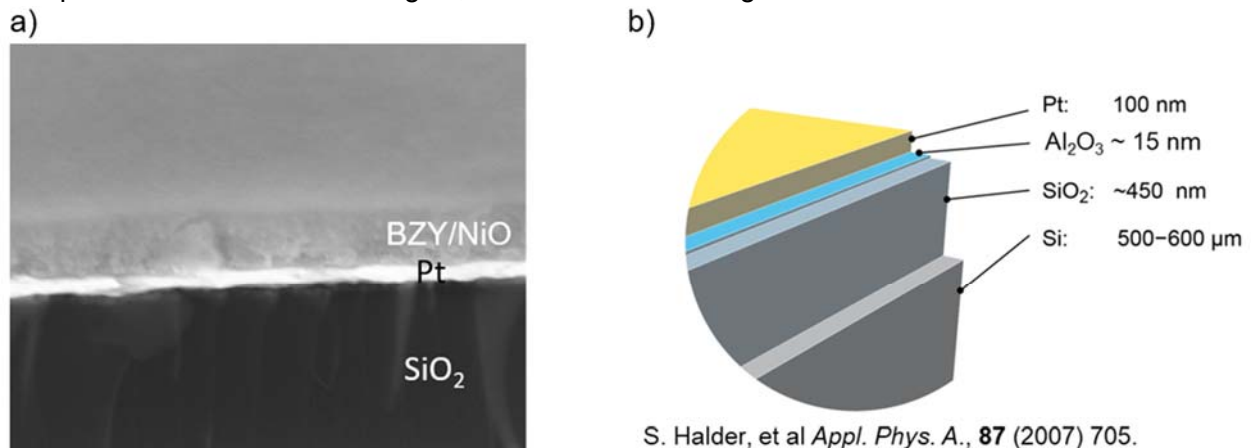 a)
b)
BZY/NiO
Pt
SiO₂
Pt: 100 nm
Al₂O₃ ~ 15 nm
SiO₂: ~450 nm
Si: 500–600 μm
S. Halder, et al Appl. Phys. A., 87 (2007) 705.